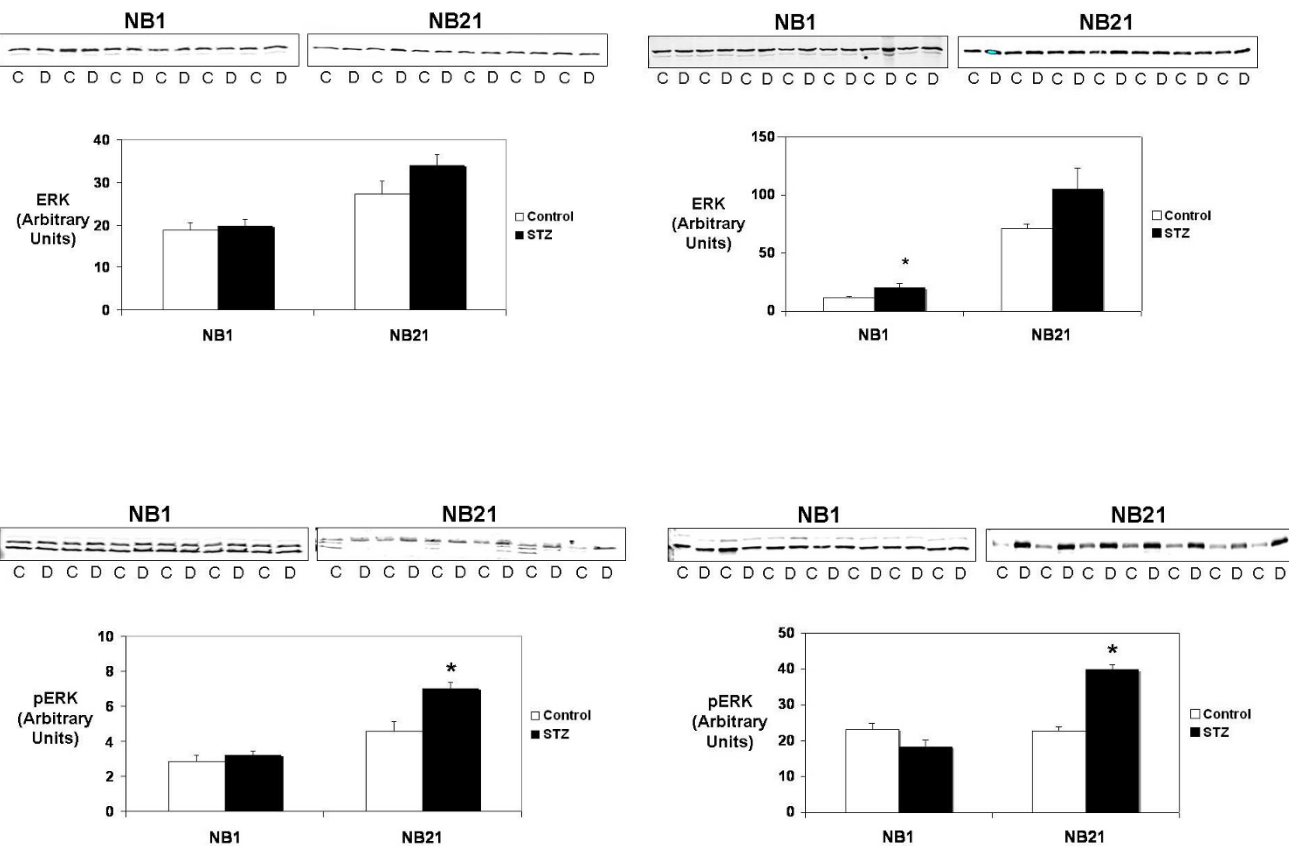 NB1 NB21
C D C D C D C D C D C D C D C D C D C D C D C D
40
30
20
10
0
ERK
(Arbitrary
Units)
Control
STZ
NB1 NB21
NB1 NB21
C D C D C D C D C D C D C D C D C D C D C D C D C D C D
150
100
50
0
ERK
(Arbitrary
Units)
*
Control
STZ
NB1 NB21
NB1 NB21
C D C D C D C D C D C D C D C D C D C D C D C D
10
8
6
4
2
0
pERK
(Arbitrary
Units)
*
Control
STZ
NB1 NB21
NB1 NB21
C D C D C D C D C D C D C D C D C D C D C D C D C D C D
50
40
30
20
10
0
pERK
(Arbitrary
Units)
*
Control
STZ
NB1 NB21